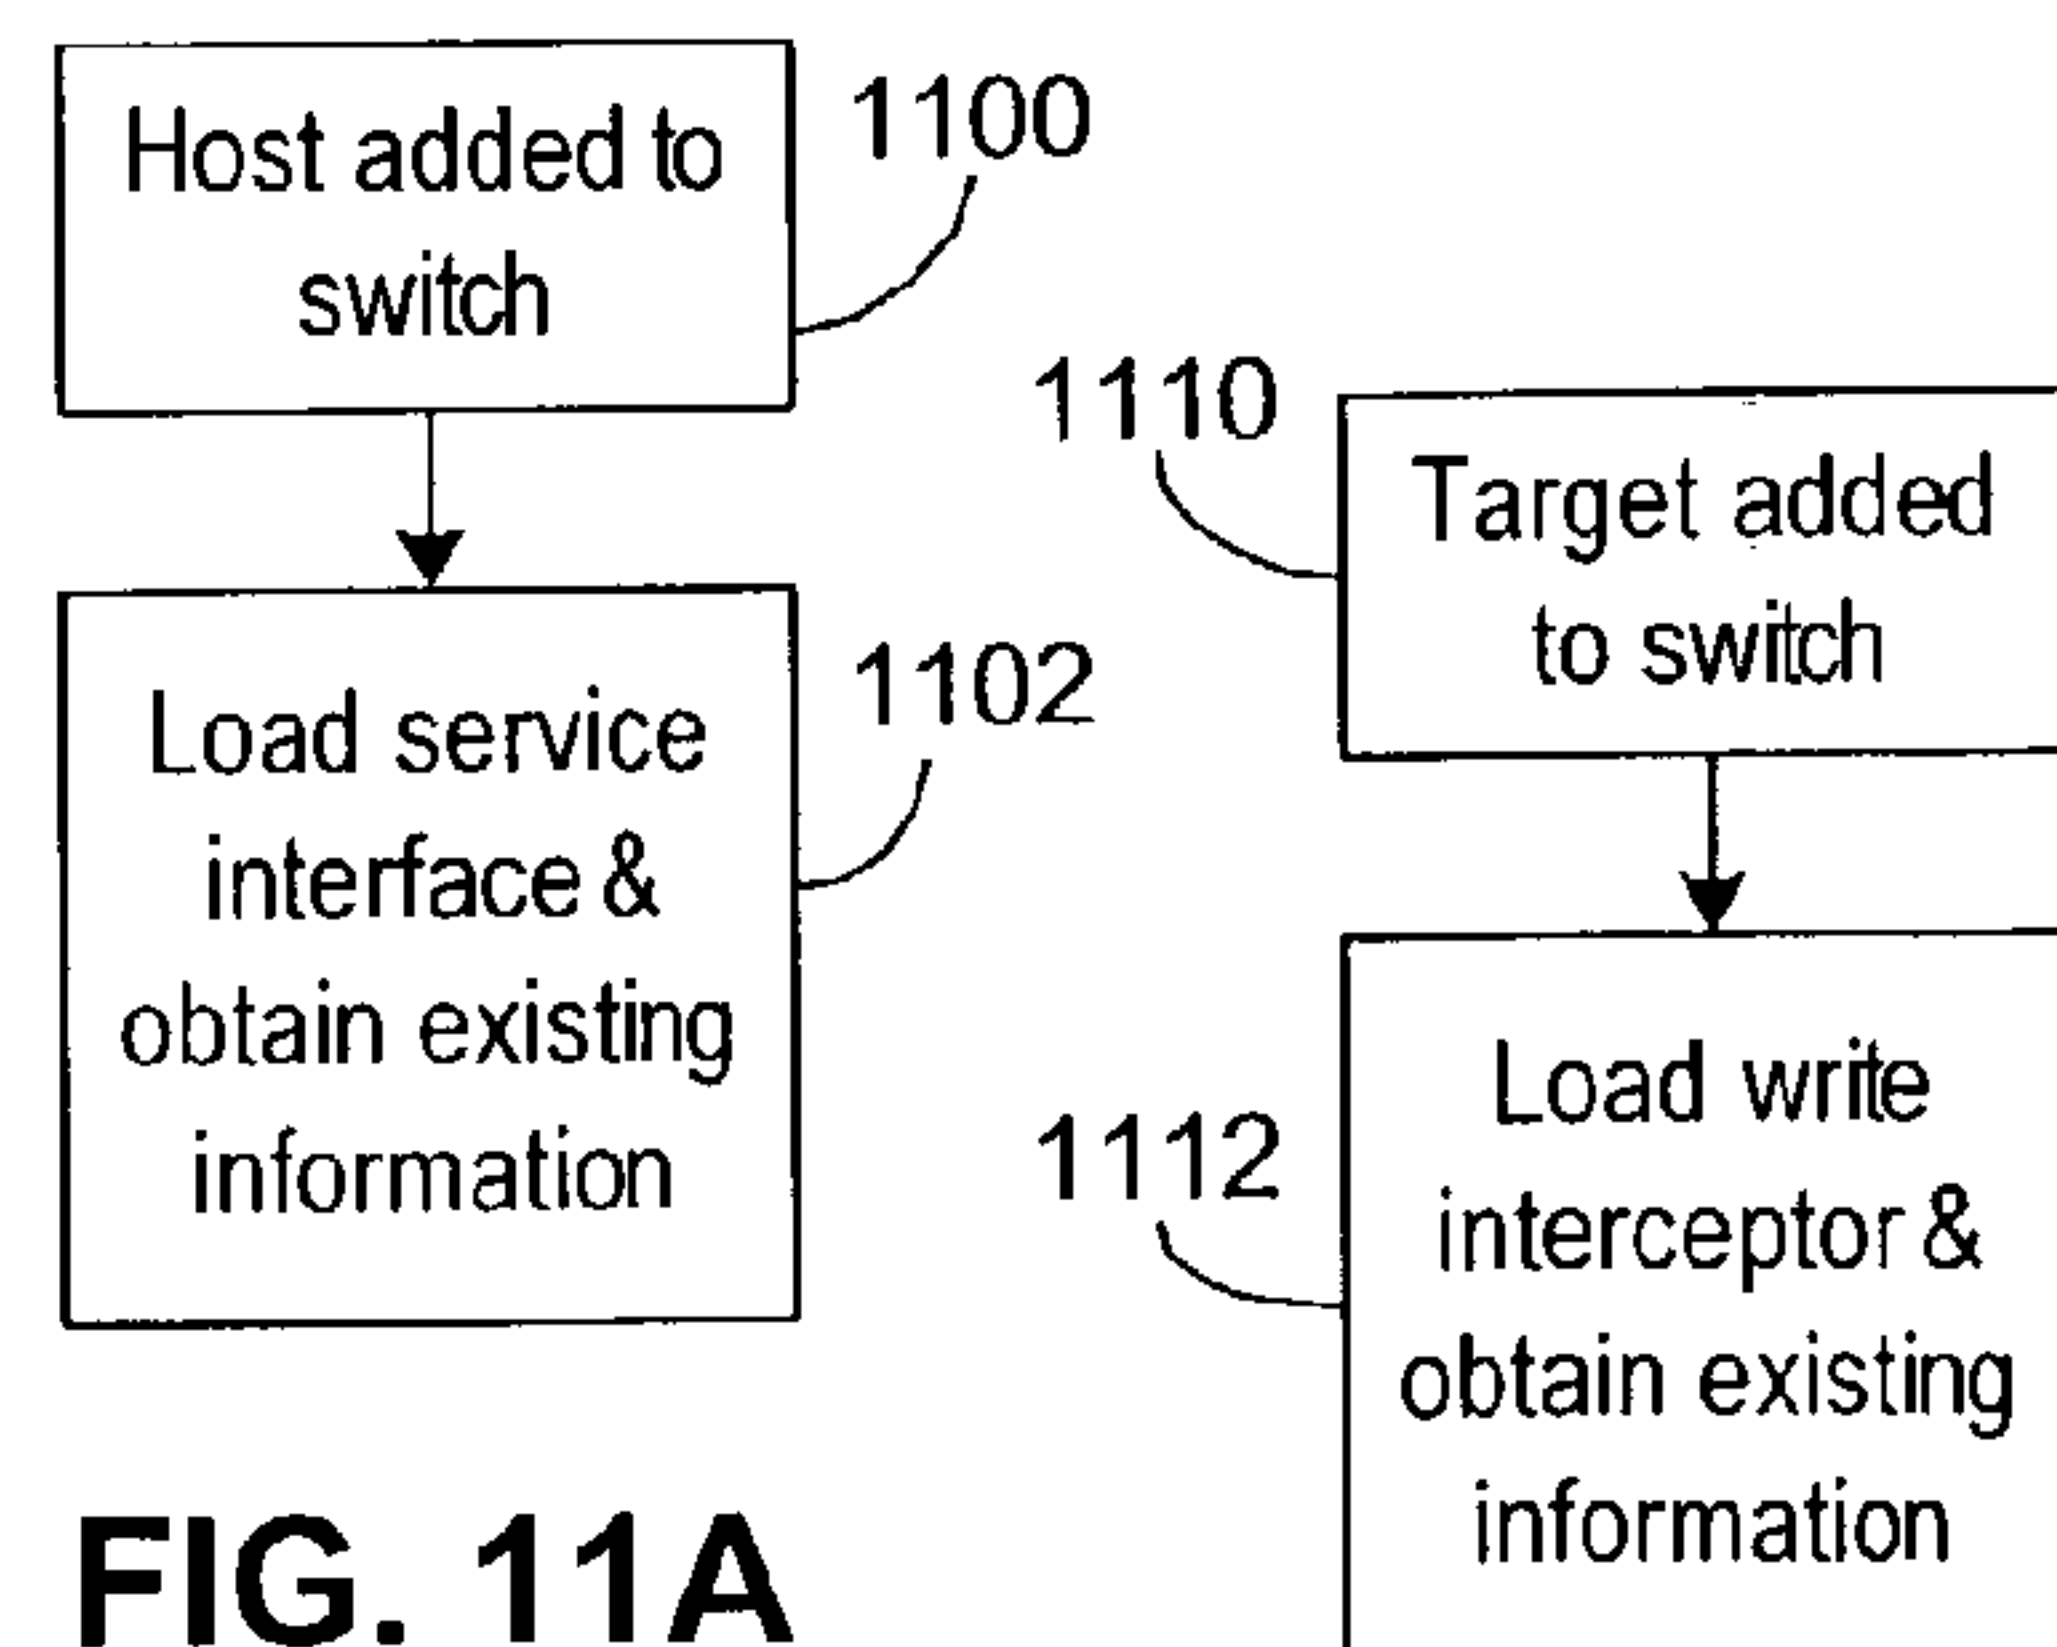 Host added to
switch
1100
Load service
interface &
obtain existing
information
1102
FIG. 11A
1110
Target added
to switch
1112
Load write
interceptor &
obtain existing
information